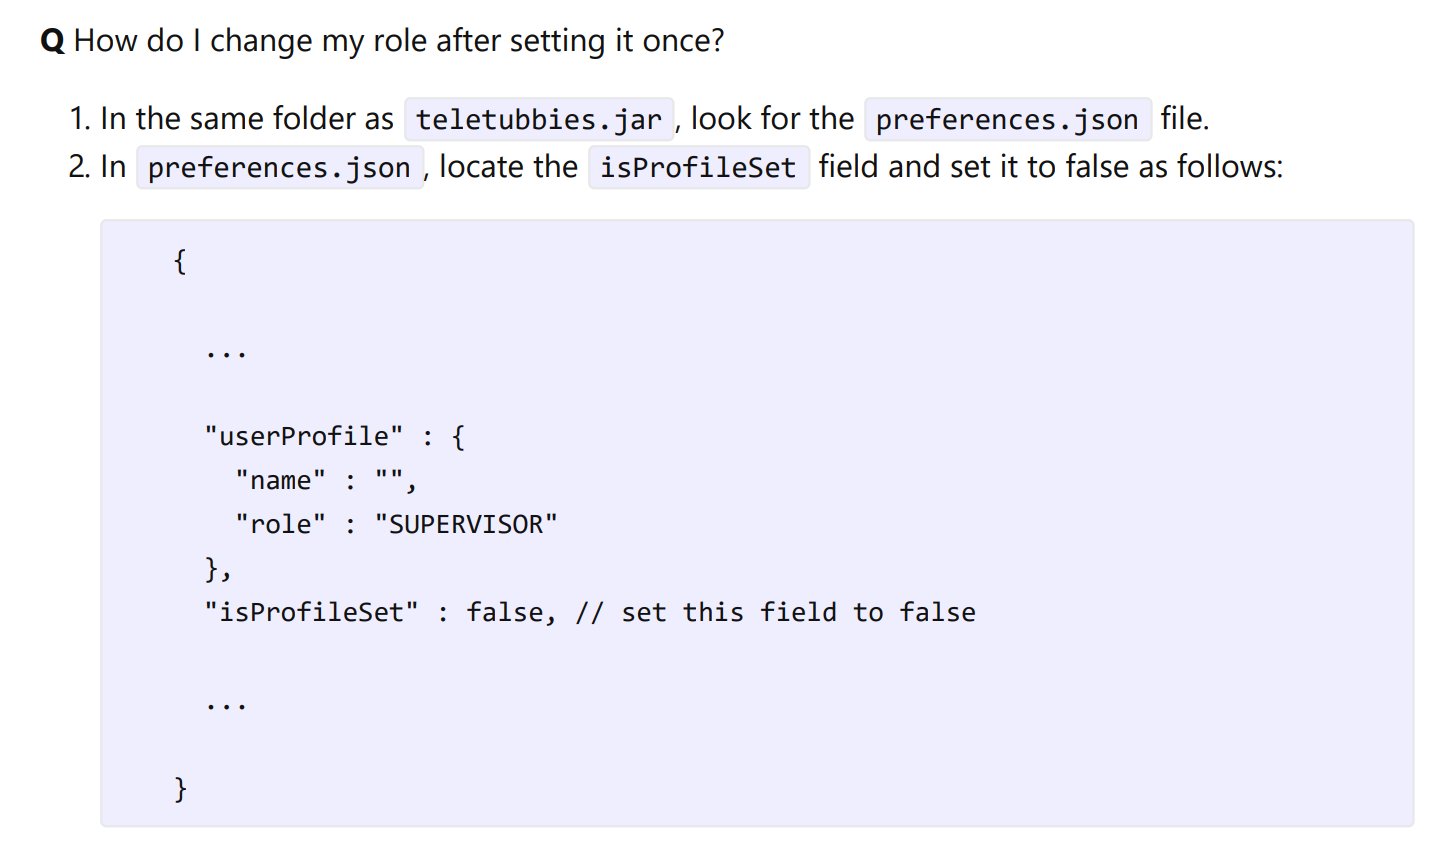 Q How do I change my role after setting it once?
1. In the same folder as teletubbies.jar, look for the preferences.json file.
2. In preferences.json, locate the isProfileSet field and set it to false as follows:
{
...
"userProfile" : {
"name" : "",
"role" : "SUPERVISOR"
},
"isProfileSet" : false, // set this field to false
...
}